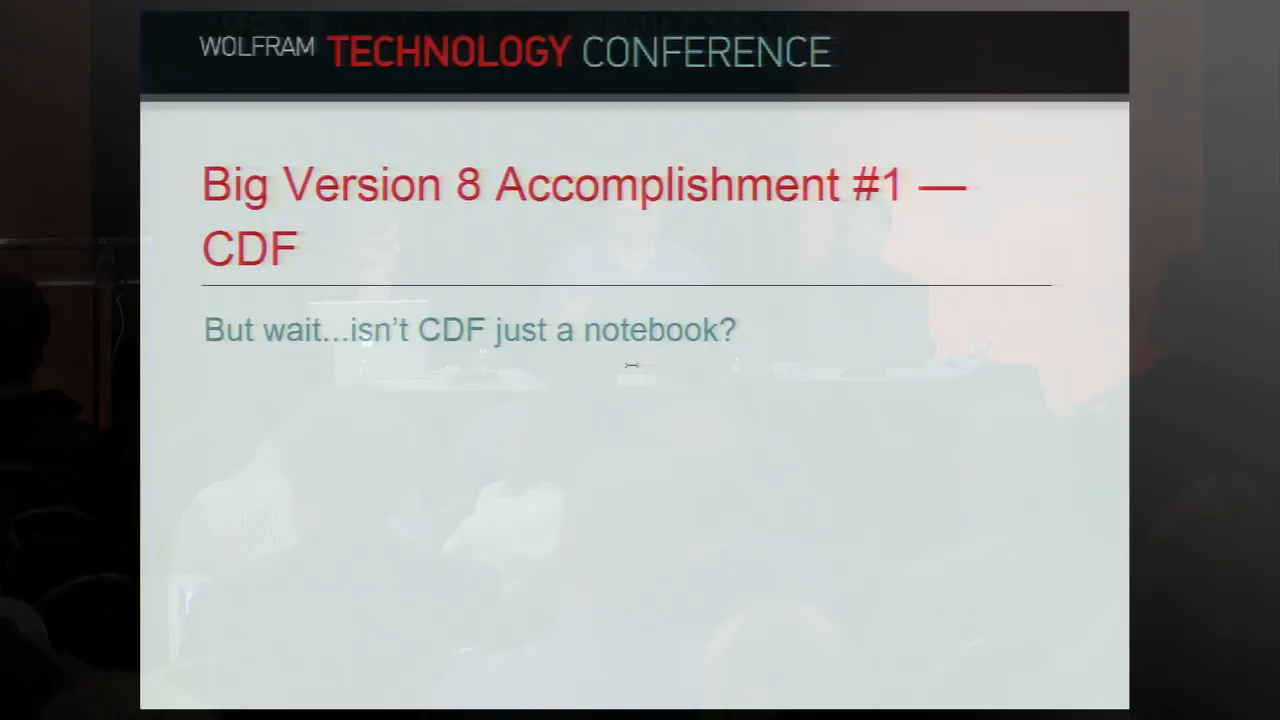 WOLFRAM TECHNOLOGY CONFERENCE
Big Version 8 Accomplishment #1 —
CDF
But wait...isn't CDF just a notebook?